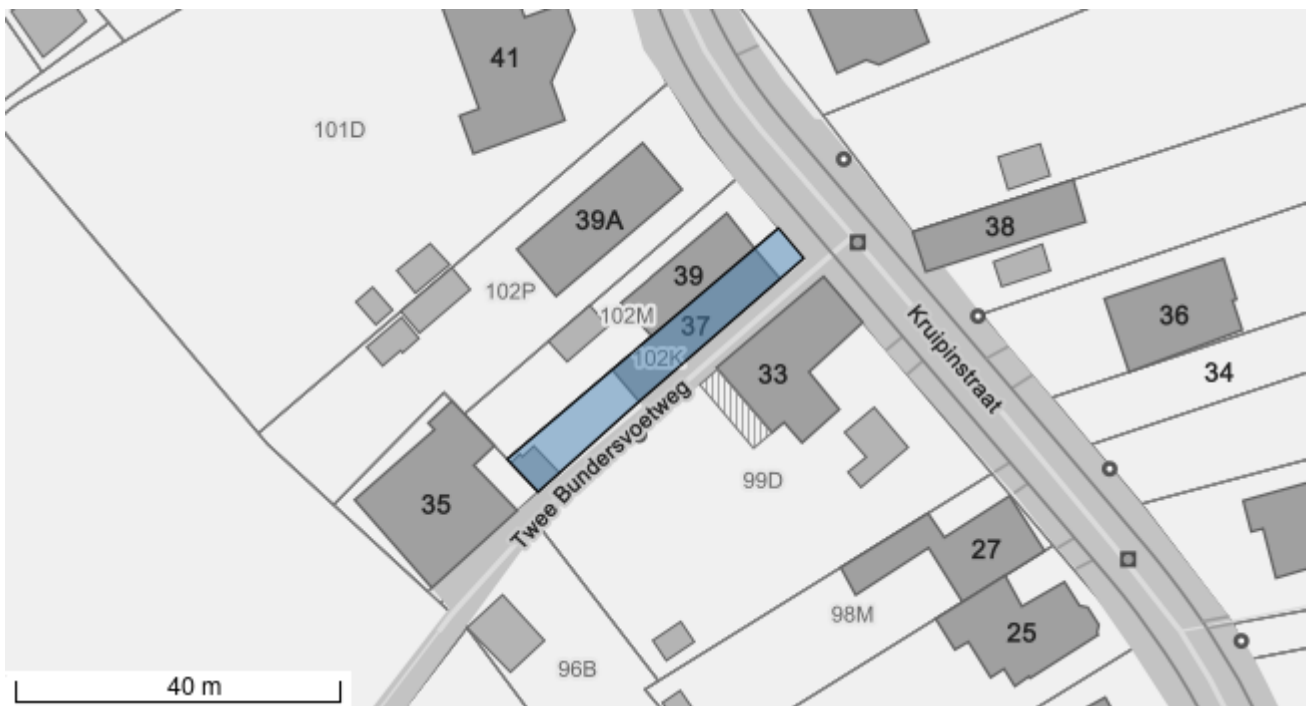 41
101D
39A
38
39
102P
102M
36
37
Kruipinstraat
102K
33
34
Twee Bundersvoetweg
99D
35
27
98M
25
96B
40 m